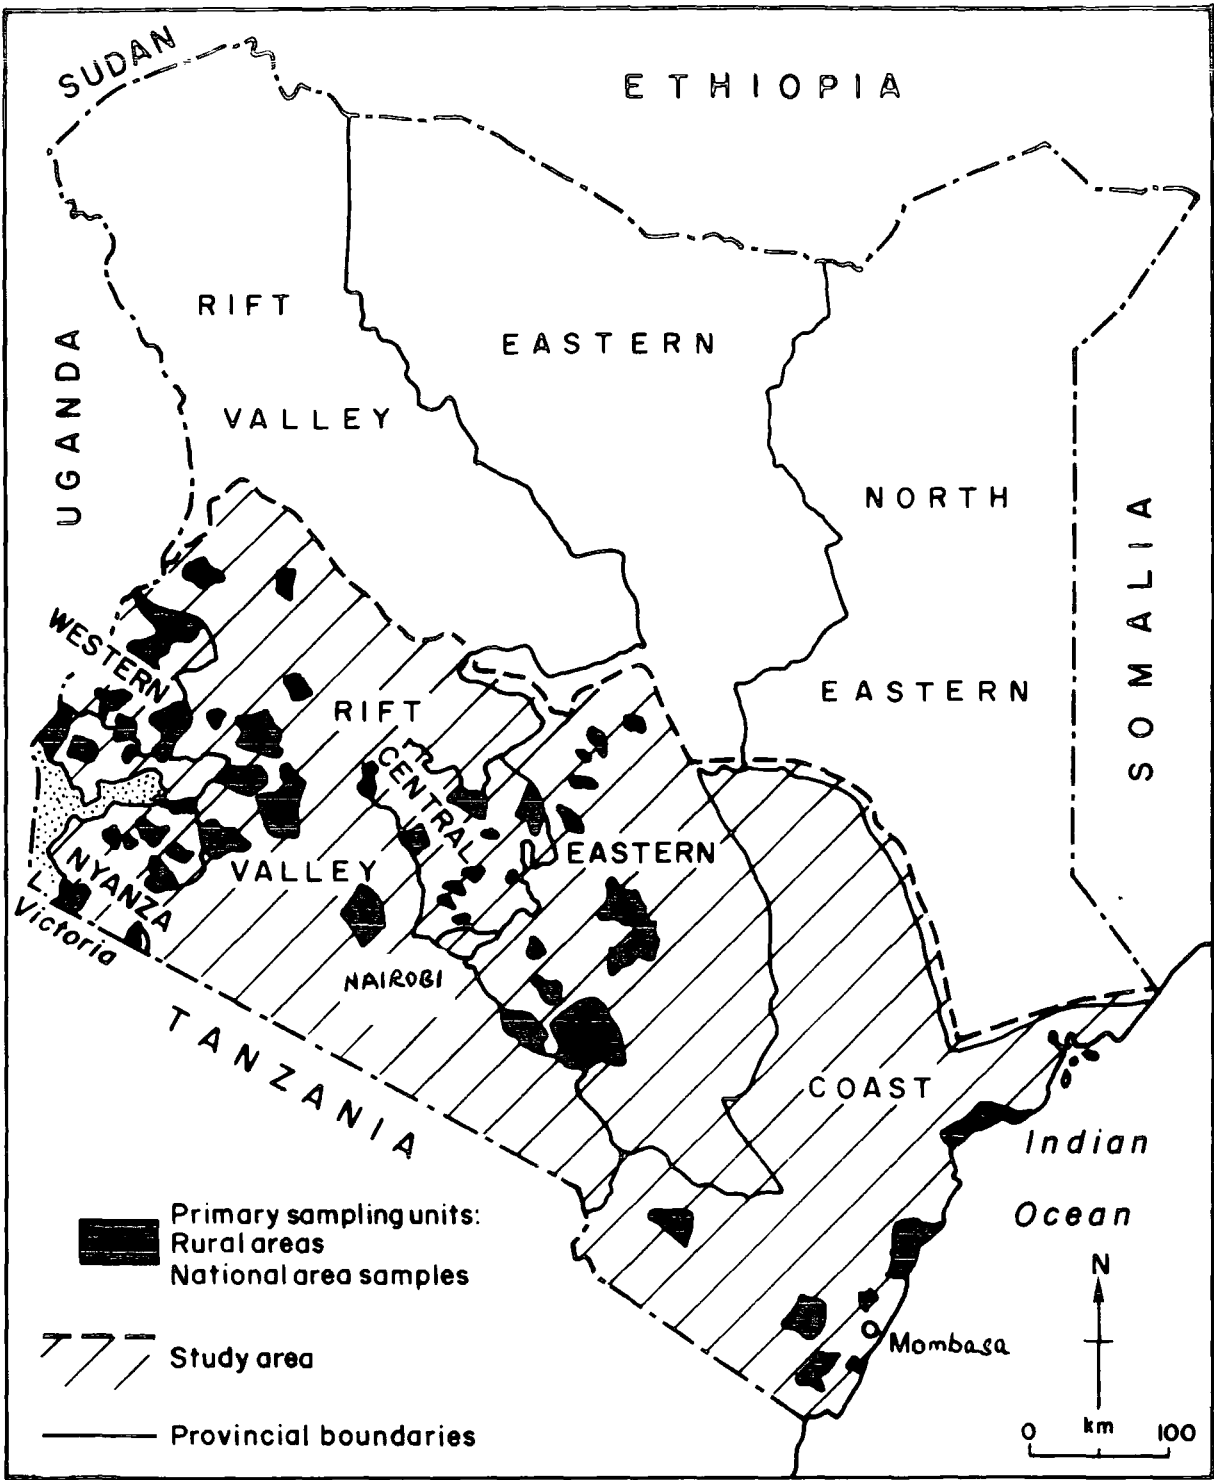 SUDAN
ETHIOPIA
RIFT
VALLEY
EASTERN
UGANDA
NORTH
EASTERN
SOMALIA
WESTERN
RIFT
CENTRAL
VALLEY
EASTERN
NYANZA
L.
Victoria
NAIROBI
TANZANIA
COAST
Indian
Ocean
Mombasa
Primary sampling units:
Rural areas
National area samples
Study area
Provincial boundaries
N
0 km 100